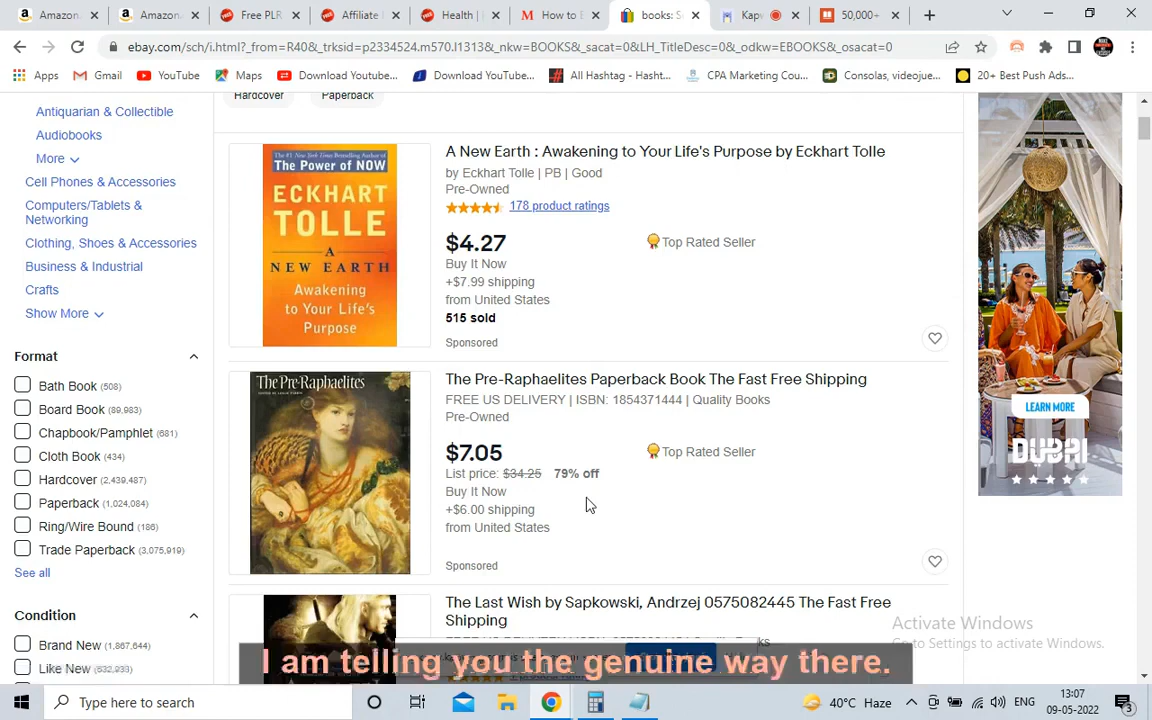 Amazon.
Amazon.
Free PLR
Affiliate
Health |
How to E
books: S
Kapv
50,000+
ebay.com/sch/i.html?_from=R40&_trksid=p2334524.m570.l1313&_nkw=BOOKS&_sacat=0&LH_TitleDesc=0&_odkw=EBOOKS&_osacat=0
Apps
Gmail
YouTube
Maps
Download Youtube...
Download YouTube...
All Hashtag - Hasht...
CPA Marketing Cou...
Consolas, videojue...
20+ Best Push Ads...
Hardcover
Paperback
Antiquarian & Collectible
Audiobooks
More
Cell Phones & Accessories
Computers/Tablets &
Networking
Clothing, Shoes & Accessories
Business & Industrial
Crafts
Show More
Format
Bath Book (508)
Board Book (89,983)
Chapbook/Pamphlet (681)
Cloth Book (434)
Hardcover (2,439,487)
Paperback (1,024,084)
Ring/Wire Bound (186)
Trade Paperback (3,075,919)
See all
Condition
Brand New (1,867,644)
Like New (532,933)
The #1 New York Times Bestselling Author of
The Power of NOW
ECKHART
TOLLE
A
NEW EARTH
Awakening
to Your Life's
Purpose
A New Earth : Awakening to Your Life's Purpose by Eckhart Tolle
by Eckhart Tolle | PB | Good
Pre-Owned
178 product ratings
$4.27
Top Rated Seller
Buy It Now
+$7.99 shipping
from United States
515 sold
Sponsored
The Pre-Raphaelites
The Pre-Raphaelites Paperback Book The Fast Free Shipping
FREE US DELIVERY | ISBN: 1854371444 | Quality Books
Pre-Owned
$7.05
Top Rated Seller
List price: $34.25 79% off
Buy It Now
+$6.00 shipping
from United States
Sponsored
The Last Wish by Sapkowski, Andrzej 0575082445 The Fast Free
Shipping
LEARN MORE
DUBAI
Activate Windows
Go to Settings to activate Windows.
I am telling you the genuine way there.
Type here to search
40°C Haze
ENG
13:07
09-05-2022
3